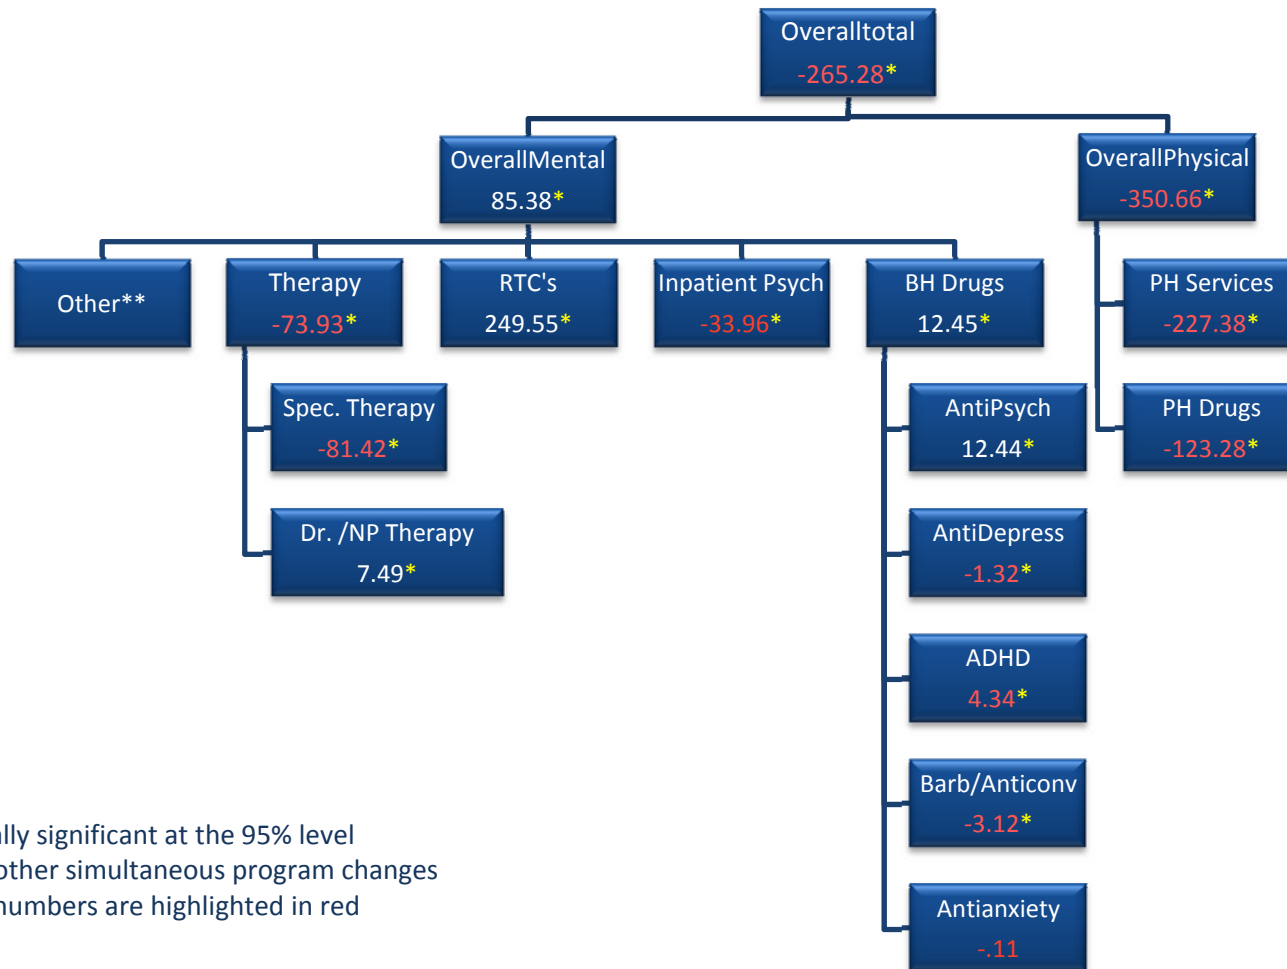 Overalltotal
-265.28*
OverallMental
85.38*
OverallPhysical
-350.66*
Other**
Therapy
-73.93*
RTC's
249.55*
Inpatient Psych
-33.96*
BH Drugs
12.45*
PH Services
-227.38*
Spec. Therapy
-81.42*
AntiPsych
12.44*
PH Drugs
-123.28*
Dr. /NP Therapy
7.49*
AntiDepress
-1.32*
ADHD
4.34*
Barb/Anticonv
-3.12*
Antianxiety
-.11
ally significant at the 95% level
other simultaneous program changes
numbers are highlighted in red